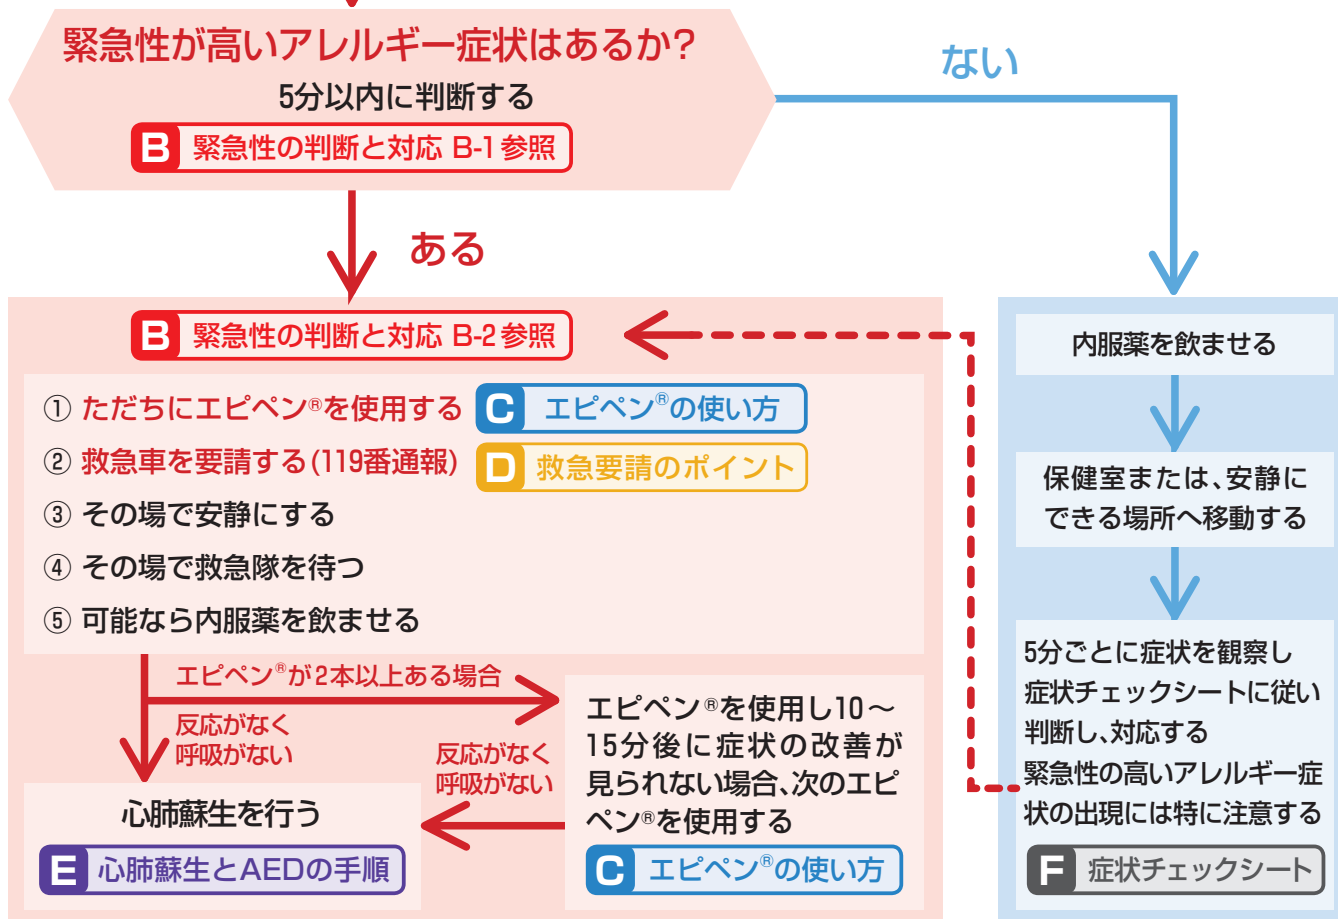 緊急性が高いアレルギー症状はあるか?
5分以内に判断する
B 緊急性の判断と対応 B-1参照
ない
ある
B 緊急性の判断と対応 B-2参照
① ただちにエピペン®を使用する C エピペン®の使い方
② 救急車を要請する(119番通報) D 救急要請のポイント
③ その場で安静にする
④ その場で救急隊を待つ
⑤ 可能なら内服薬を飲ませる
エピペン®が2本以上ある場合
反応がなく
呼吸がない
エピペン®を使用し10〜
15分後に症状の改善が
見られない場合、次のエピ
ペン®を使用する
C エピペン®の使い方
反応がなく
呼吸がない
心肺蘇生を行う
E 心肺蘇生とAEDの手順
内服薬を飲ませる
保健室または、安静に
できる場所へ移動する
5分ごとに症状を観察し
症状チェックシートに従い
判断し、対応する
緊急性の高いアレルギー症
状の出現には特に注意する
F 症状チェックシート